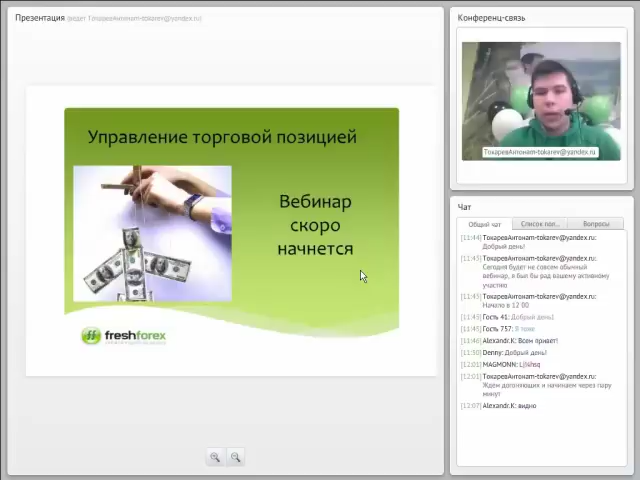 Презентация
Управление торговой позицией
Вебинар
скоро
начнется
freshforex
Конференц-связь
ТокаревАнтонam-tokarev@yandex.ru
Чат
Общий чат Список пол... Вопросы
[11:44] ТокаревАнтонam-tokarev@yandex.ru:
Добрый день!
[11:45] ТокаревАнтонam-tokarev@yandex.ru:
Сегодня будет не совсем обычный
вебинар, я был бы рад вашему активному
участию
[11:45] ТокаревАнтонam-tokarev@yandex.ru:
Начало в 12 00
[11:45] Гость 41: Добрый день!
[11:45] Гость 757:
[11:46] Alexandr.K: Всем привет!
Denny: Добрый день!
[12:01] MAGMONN:
[12:01] ТокаревАнтонam-tokarev@yandex.ru:
Ждем догоняющих и начинаем через пару
минут
[12:07] Alexandr.K: видно